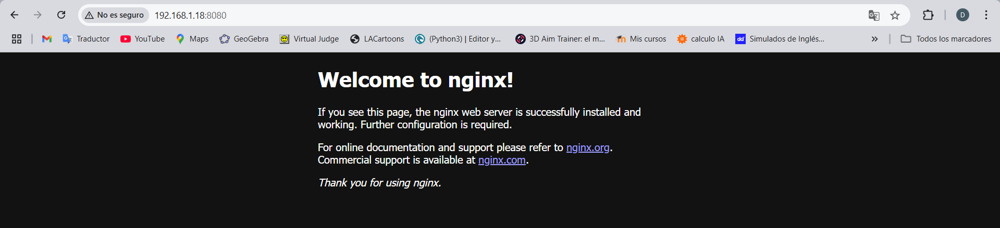 No es seguro 192.168.1.18:8080 D
Traductor YouTube Maps GeoGebra Virtual Judge LACartoons (Python3) | Editor y... 3D Aim Trainer: el m... Mis cursos calculo IA dd Simulados de Inglés... » Todos los marcadores
Welcome to nginx!
If you see this page, the nginx web server is successfully installed and
working. Further configuration is required.
For online documentation and support please refer to nginx.org.
Commercial support is available at nginx.com.
Thank you for using nginx.